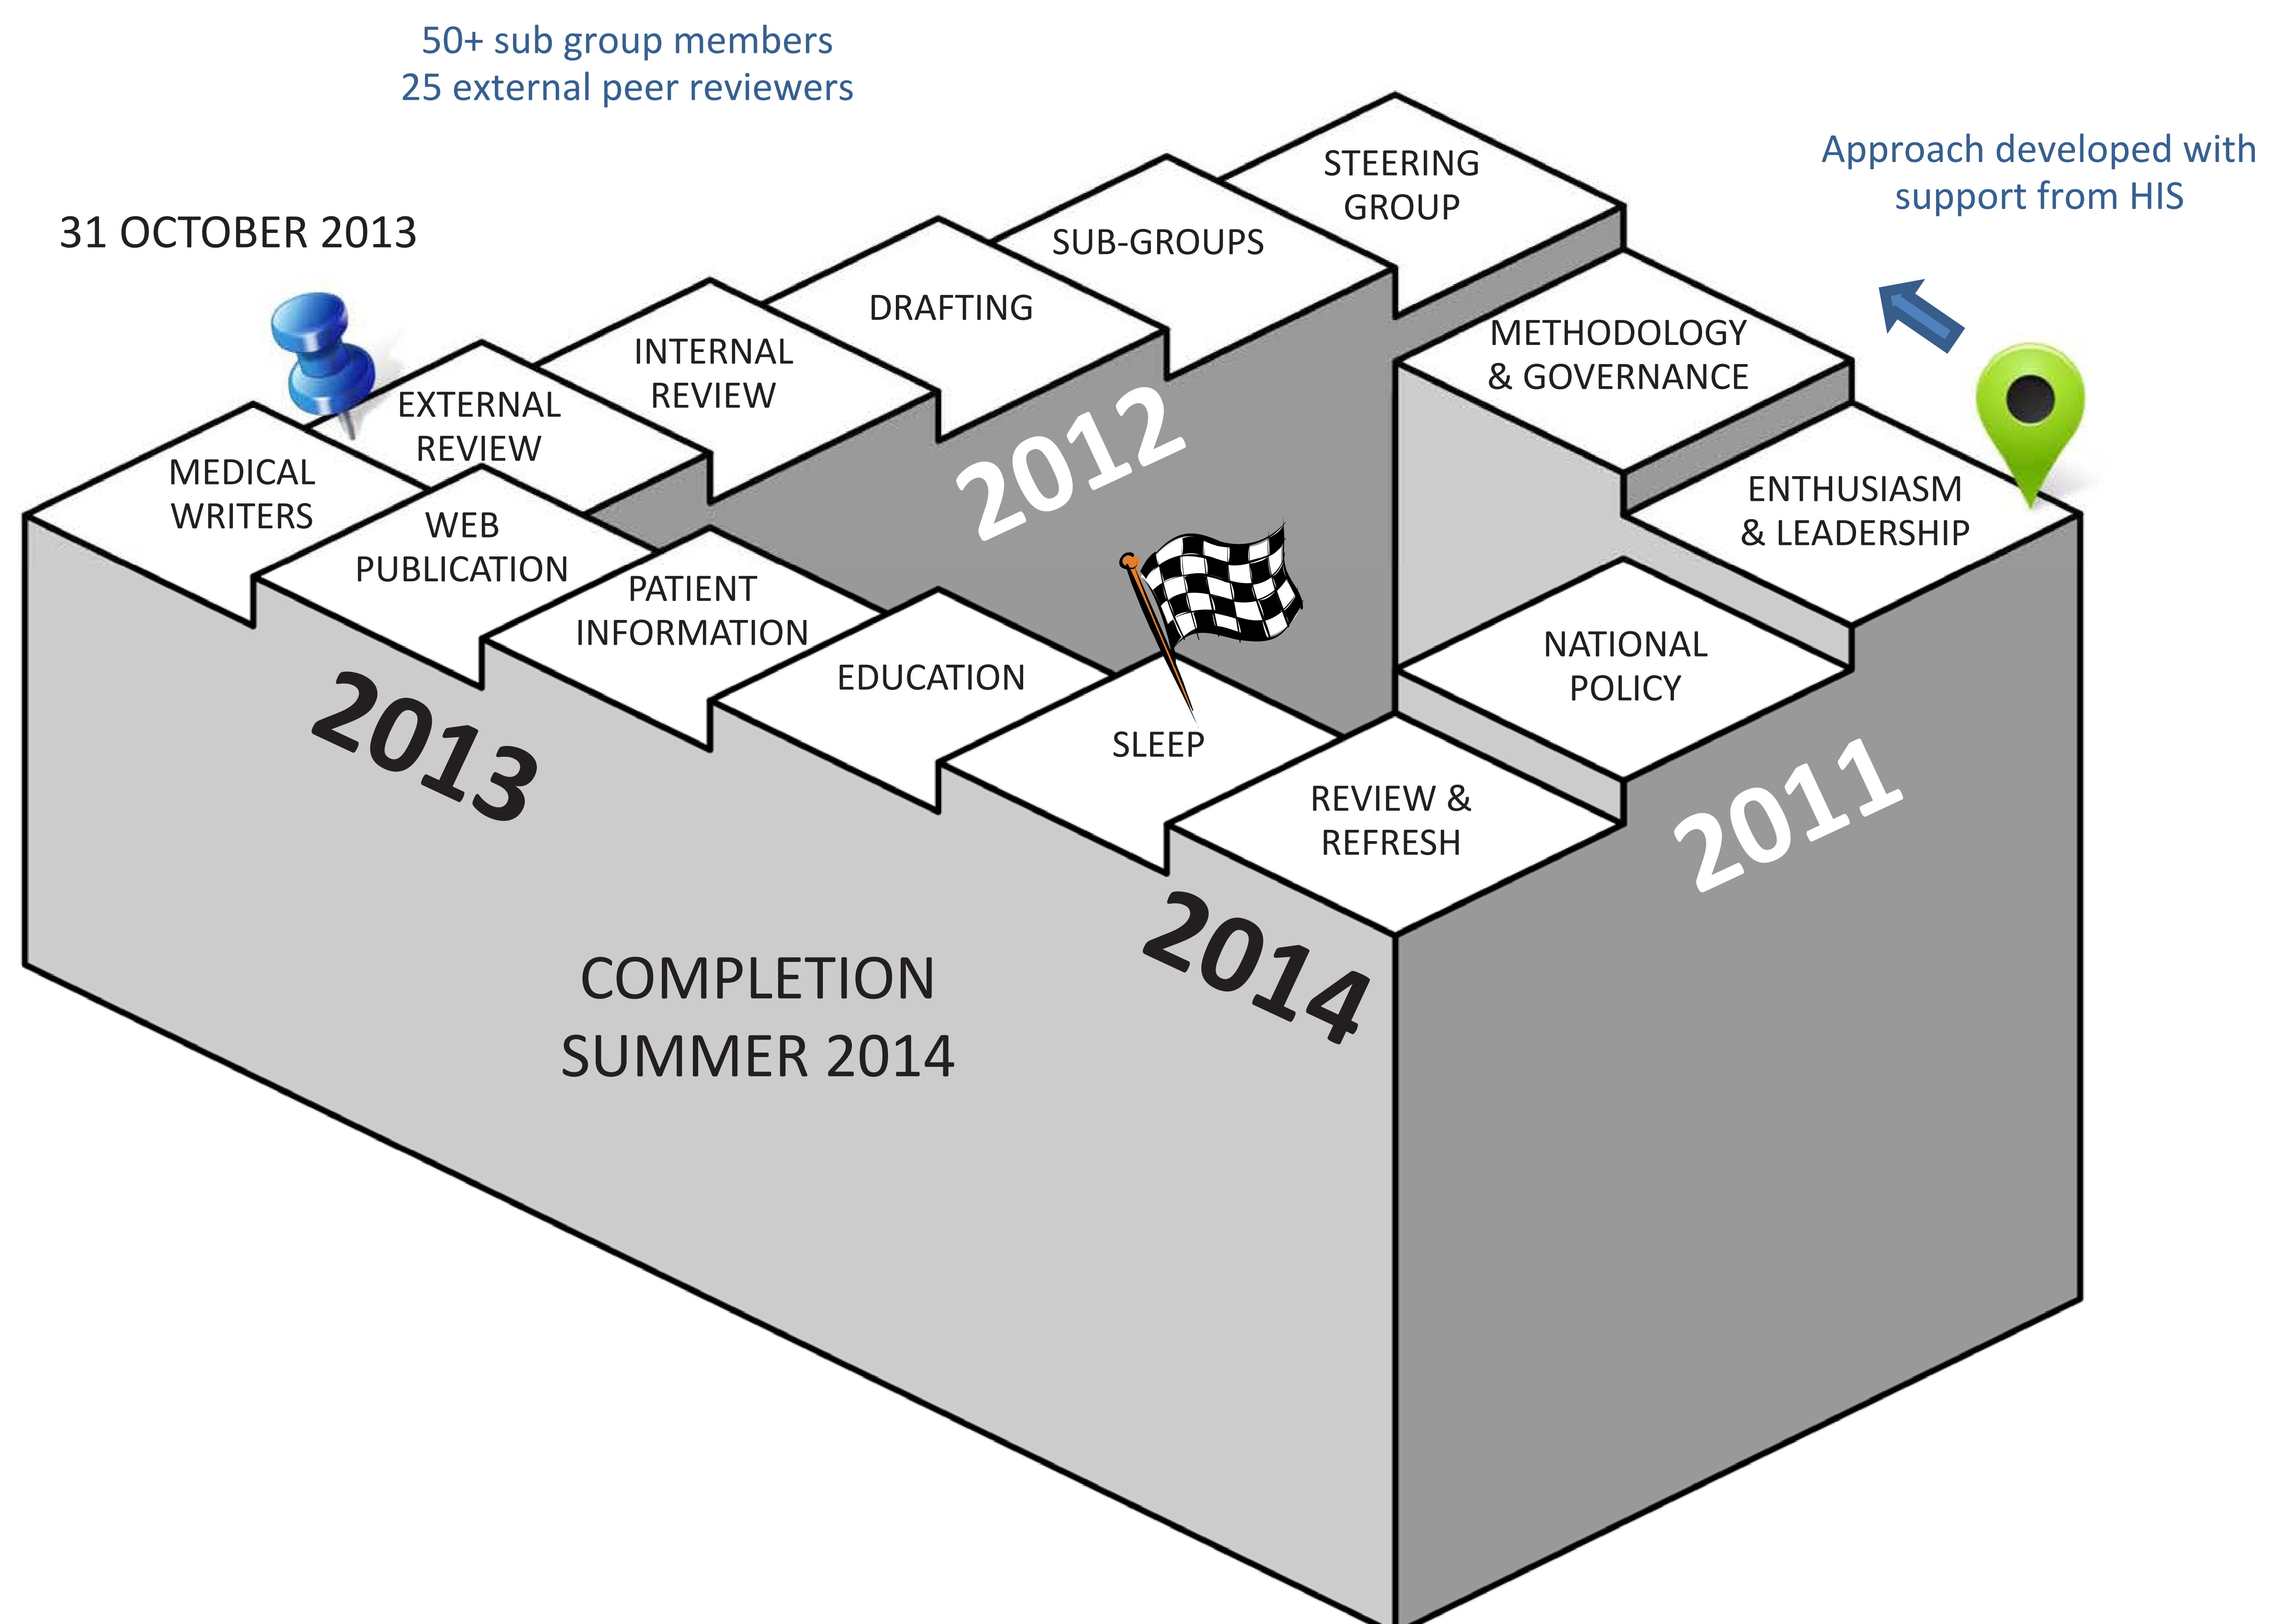 50+ sub group members
25 external peer reviewers
Approach developed with
support from HIS
31 OCTOBER 2013
STEERING
GROUP
SUB-GROUPS
DRAFTING
INTERNAL
REVIEW
EXTERNAL
REVIEW
MEDICAL
WRITERS
WEB
PUBLICATION
PATIENT
INFORMATION
EDUCATION
SLEEP
REVIEW &
REFRESH
NATIONAL
POLICY
ENTHUSIASM
& LEADERSHIP
METHODOLOGY
& GOVERNANCE
2012
2013
2011
2014
COMPLETION
SUMMER 2014